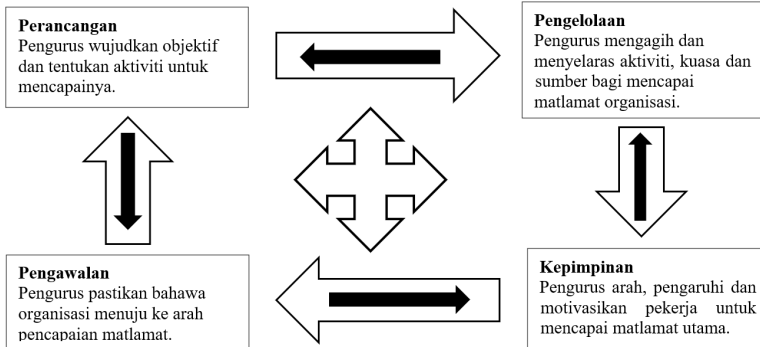 Perancangan
Pengurus wujudkan objektif
dan tentukan aktiviti untuk
mencapainya.
Pengelolaan
Pengurus mengagih dan
menyelaras aktiviti, kuasa dan
sumber bagi mencapai
matlamat organisasi.
Pengawalan
Pengurus pastikan bahawa
organisasi menuju ke arah
pencapaian matlamat.
Kepimpinan
Pengurus arah, pengaruhi dan
motivasikan pekerja untuk
mencapai matlamat utama.